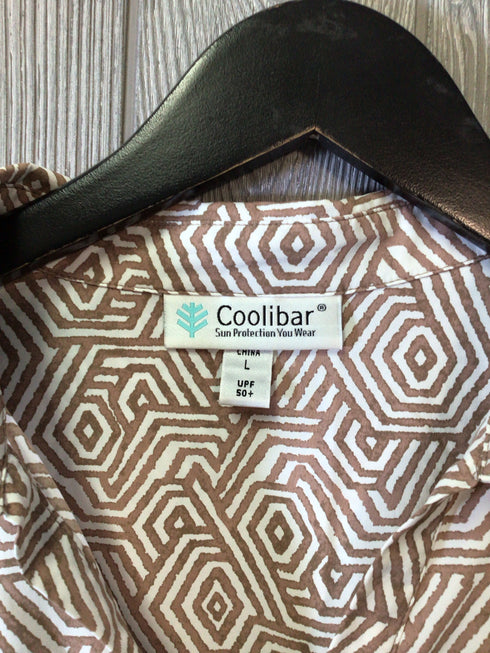 Coolibar®
Sun Protection You Wear
CHINA
L
UPF
50+